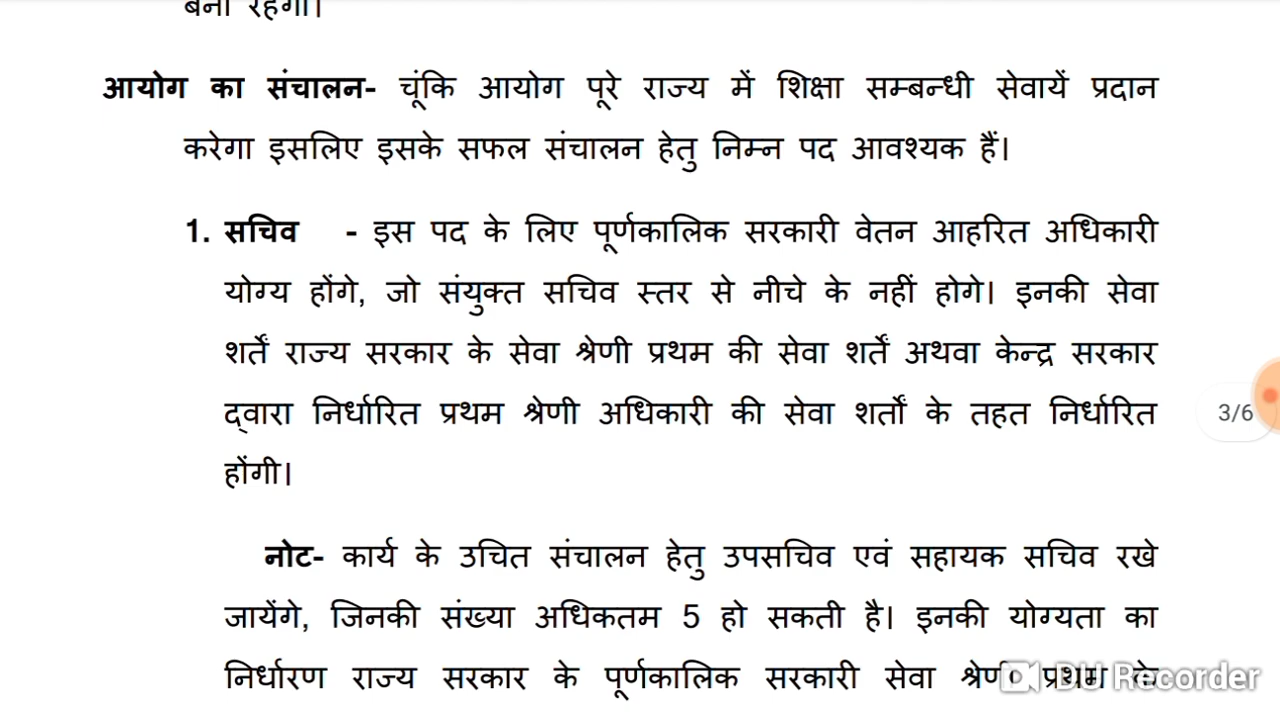 बना रहेगा।
आयोग का संचालन- चूंकि आयोग पूरे राज्य में शिक्षा सम्बन्धी सेवायें प्रदान
करेगा इसलिए इसके सफल संचालन हेतु निम्न पद आवश्यक हैं।
1. सचिव - इस पद के लिए पूर्णकालिक सरकारी वेतन आहरित अधिकारी
योग्य होंगे, जो संयुक्त सचिव स्तर से नीचे के नहीं होगे। इनकी सेवा
शर्तें राज्य सरकार के सेवा श्रेणी प्रथम की सेवा शर्तें अथवा केन्द्र सरकार
द्वारा निर्धारित प्रथम श्रेणी अधिकारी की सेवा शर्तों के तहत निर्धारित
3/6
होंगी।
नोट- कार्य के उचित संचालन हेतु उपसचिव एवं सहायक सचिव रखे
जायेंगे, जिनकी संख्या अधिकतम 5 हो सकती है। इनकी योग्यता का
निर्धारण राज्य सरकार के पूर्णकालिक सरकारी सेवा श्रेणी प्रथम के
DU Recorder